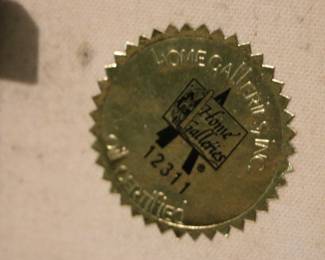 HOME GALLERIES, INC.
Home
Galleries
®
12311
CERTIFIED